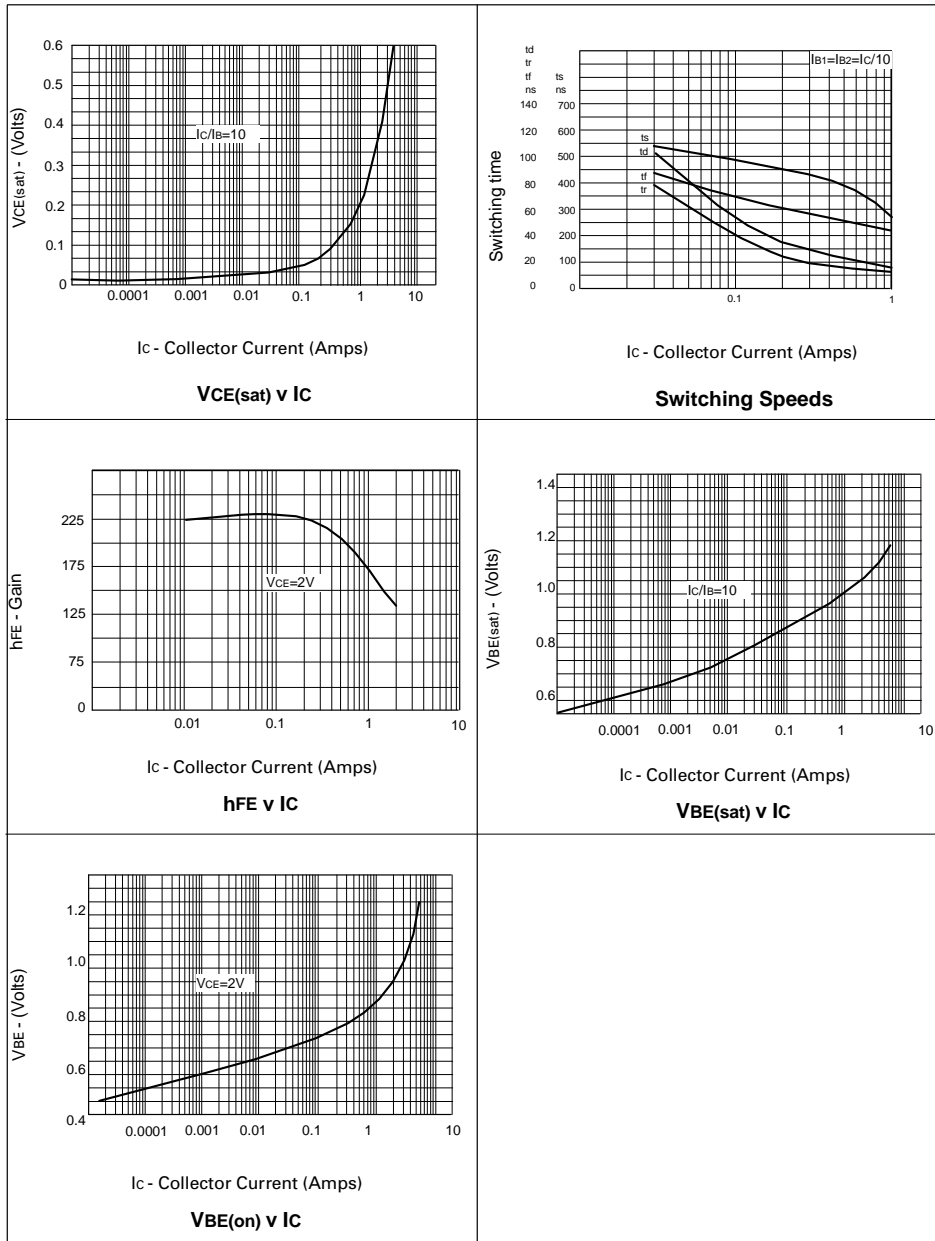 0.6
0.5
0.4
0.3
0.2
0.1
0
VCE(sat) - (Volts)
IC/IB=10
0.0001 0.001 0.01 0.1 1 10
IC - Collector Current (Amps)
VCE(sat) v IC
td
tr
tf ts
ns ns
140 700
120 600
100 500
80 400
60 300
40 200
20 100
0 0
Switching time
IB1=IB2=IC/10
ts
td
tf
tr
0.1 1
IC - Collector Current (Amps)
Switching Speeds
225
175
125
75
0
hFE - Gain
VCE=2V
0.01 0.1 1 10
IC - Collector Current (Amps)
hFE v IC
1.4
1.2
1.0
0.8
0.6
VBE(sat) - (Volts)
IC/IB=10
0.0001 0.001 0.01 0.1 1 10
IC - Collector Current (Amps)
VBE(sat) v IC
1.2
1.0
0.8
0.6
0.4
VBE - (Volts)
VCE=2V
0.0001 0.001 0.01 0.1 1 10
IC - Collector Current (Amps)
VBE(on) v IC